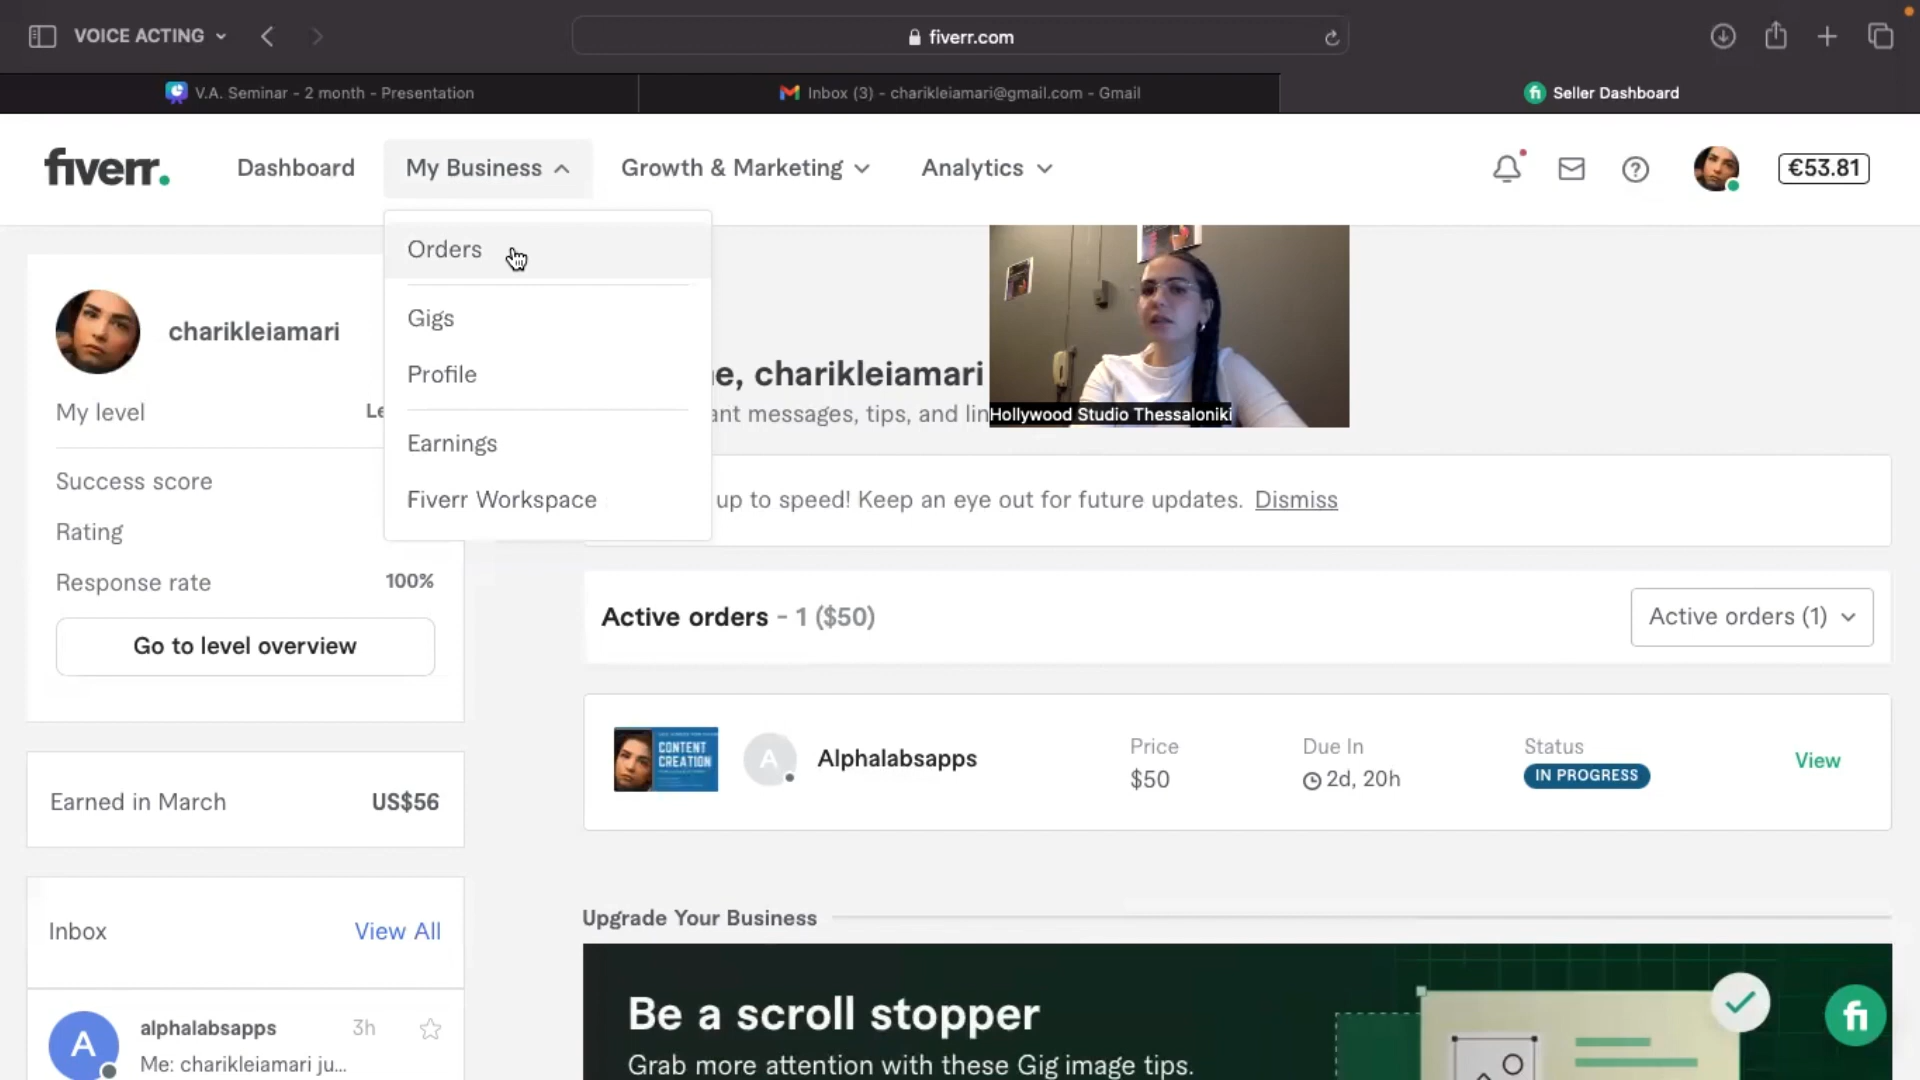 VOICE ACTING
fiverr.com
V.A. Seminar - 2 month - Presentation
Inbox (3) - charikleiamari@gmail.com - Gmail
fi Seller Dashboard
fiverr.
Dashboard
My Business
Growth & Marketing
Analytics
€53.81
Orders
Gigs
Profile
Earnings
Fiverr Workspace
charikleiamari
My level
Success score
Rating
Response rate 100%
Go to level overview
Earned in March US$56
Inbox View All
A alphalabsapps 3h
Me: charikleiamari ju...
charikleiamari
messages, tips, and
Hollywood Studio Thessaloniki
up to speed! Keep an eye out for future updates. Dismiss
Active orders - 1 ($50)
Active orders (1)
CONTENT
CREATION
A Alphalabsapps
Price
$50
Due In
2d, 20h
Status
IN PROGRESS
View
Upgrade Your Business
Be a scroll stopper
Grab more attention with these Gig image tips.
fi